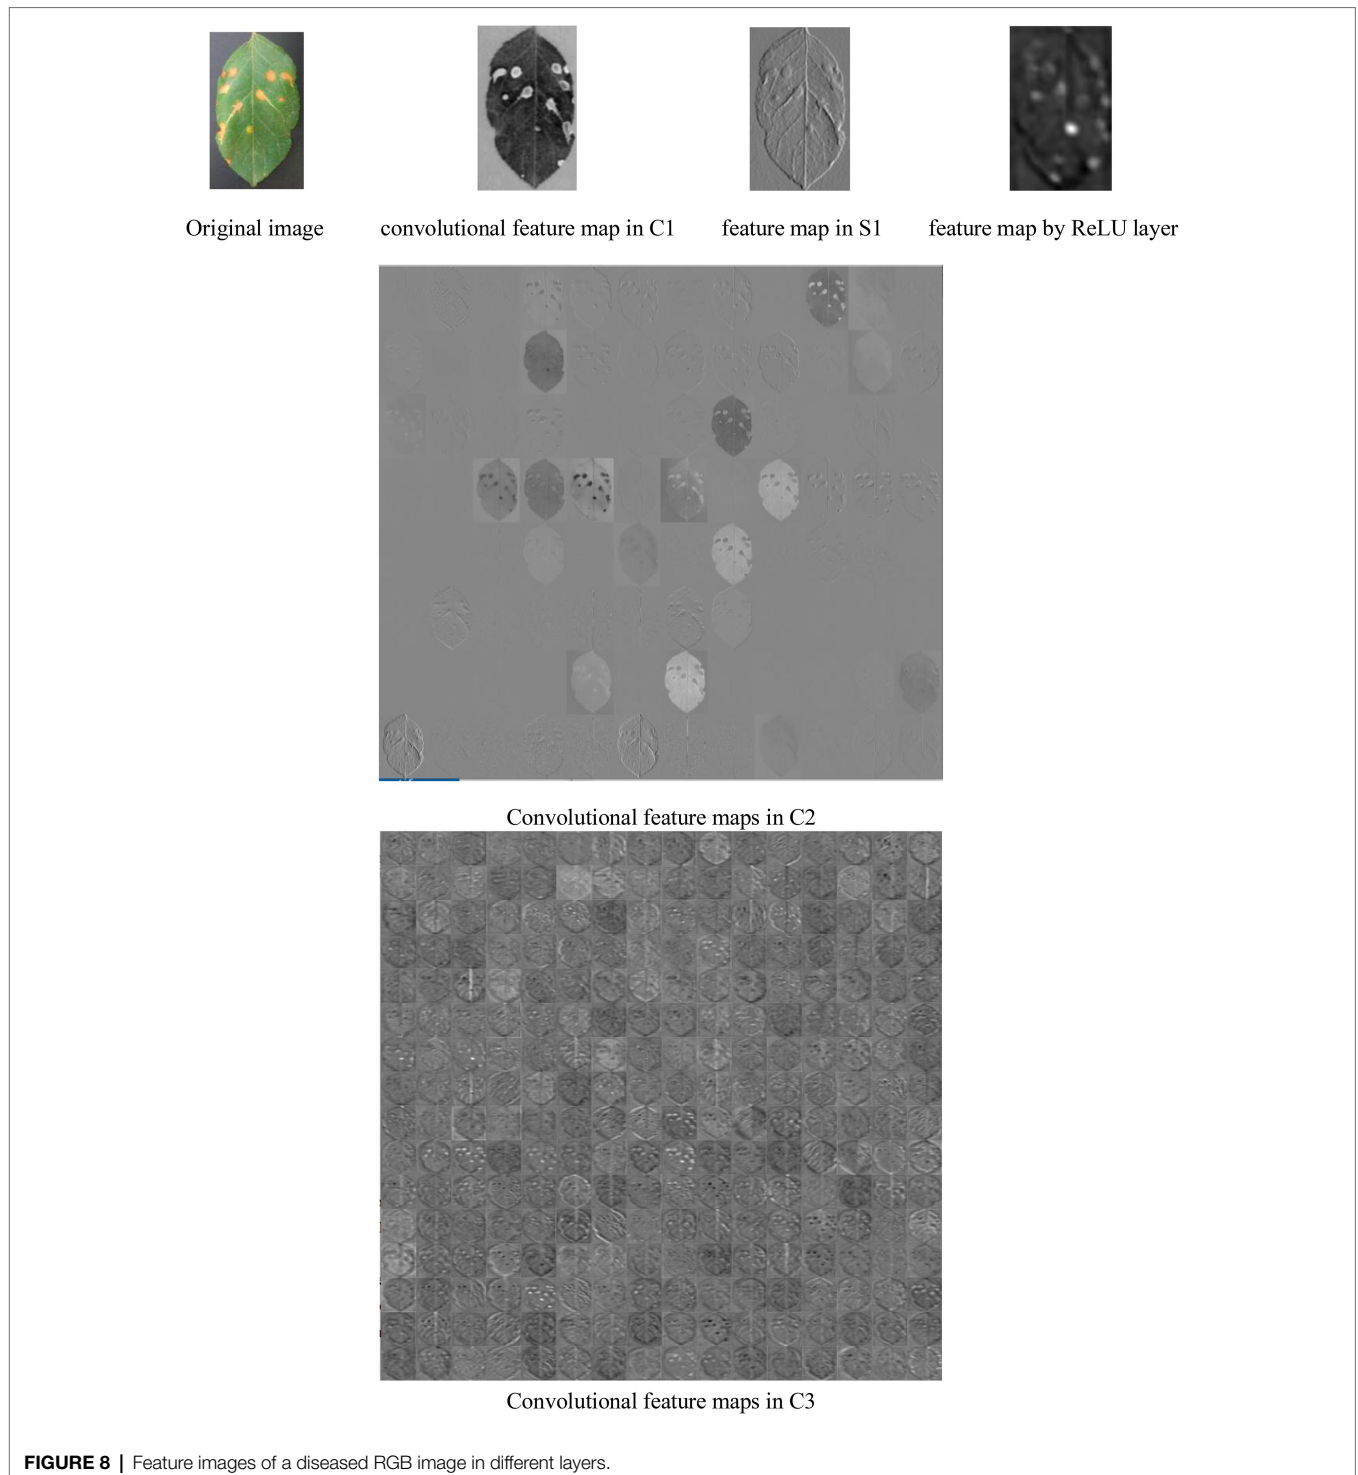 Original image
convolutional feature map in C1
feature map in S1
feature map by ReLU layer
Convolutional feature maps in C2
Convolutional feature maps in C3
FIGURE 8 | Feature images of a diseased RGB image in different layers.